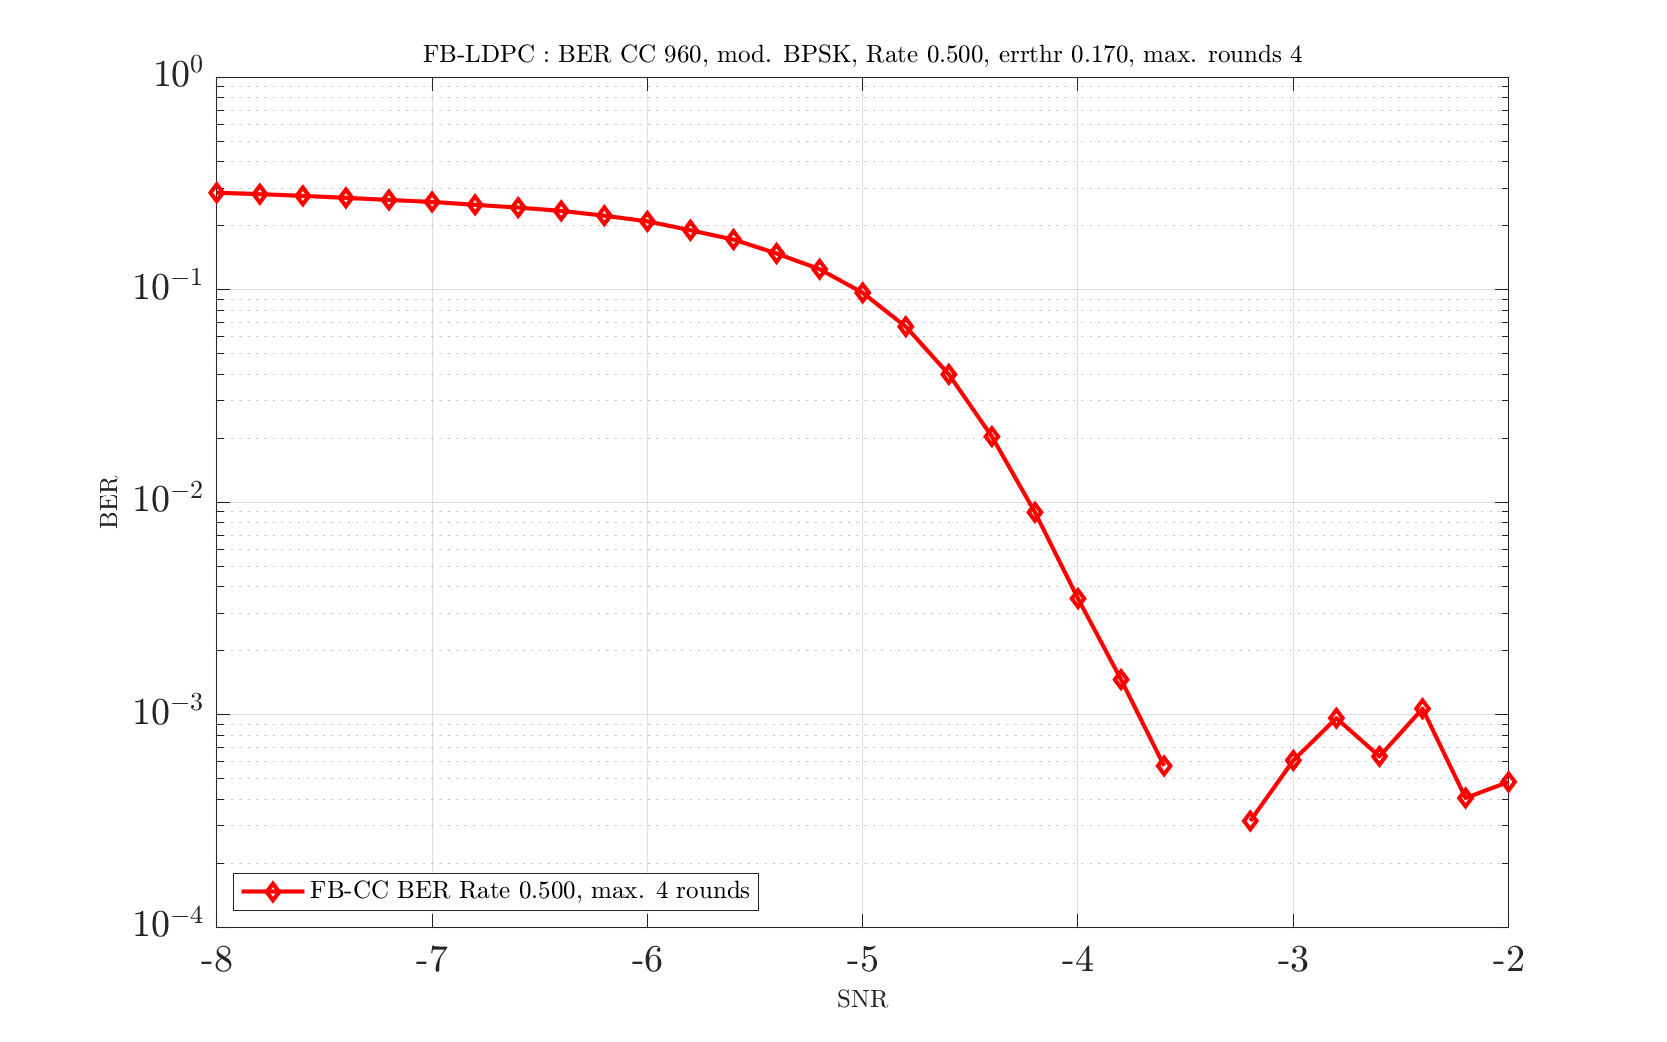 FB-LDPC : BER CC 960, mod. BPSK, Rate 0.500, errthr 0.170, max. rounds 4
10^0
10^-1
10^-2
10^-3
10^-4
BER
FB-CC BER Rate 0.500, max. 4 rounds
-8 -7 -6 -5 -4 -3 -2
SNR